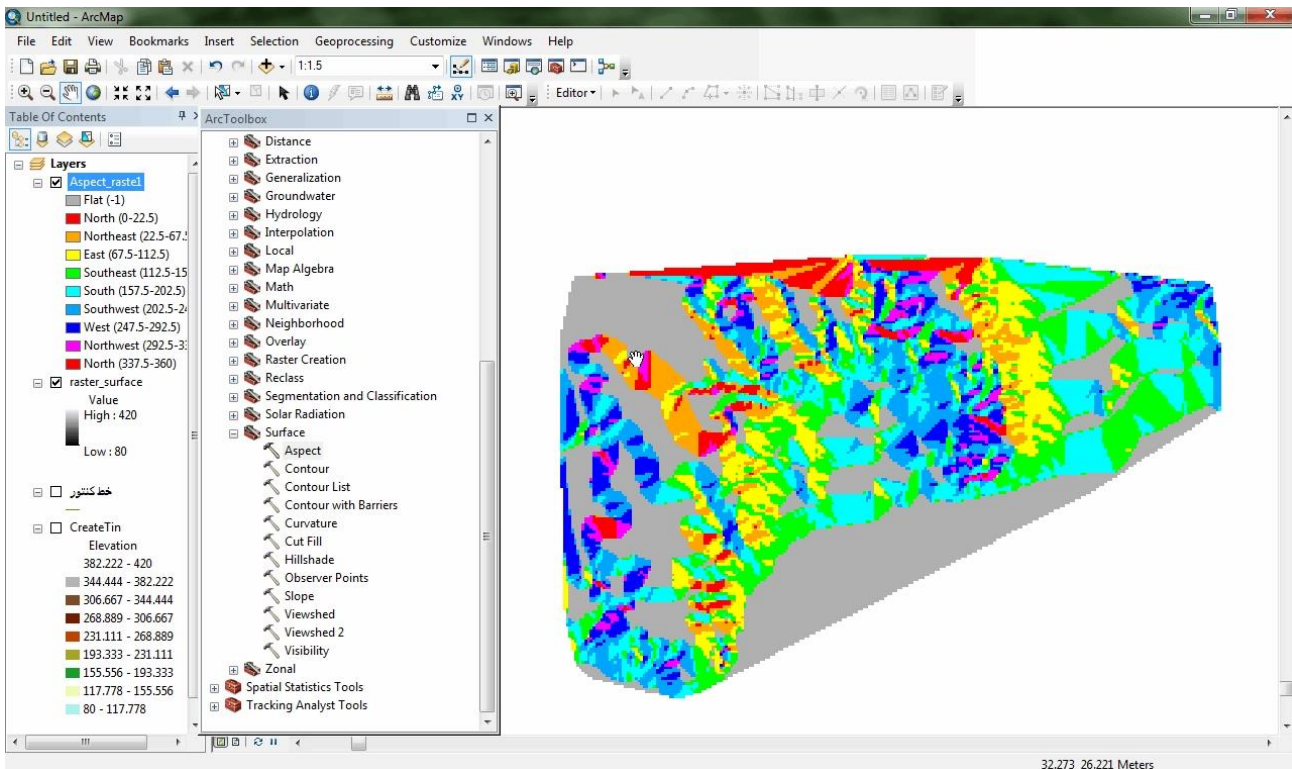 Untitled - ArcMap
File Edit View Bookmarks Insert Selection Geoprocessing Customize Windows Help
1:1.5
Editor
Table Of Contents
Layers
Aspect_raste1
Flat (-1)
North (0-22.5)
Northeast (22.5-67.5
East (67.5-112.5)
Southeast (112.5-15
South (157.5-202.5)
Southwest (202.5-24
West (247.5-292.5)
Northwest (292.5-33
North (337.5-360)
raster_surface
Value
High : 420
Low : 80
خط کنتور
CreateTin
Elevation
382.222 - 420
344.444 - 382.222
306.667 - 344.444
268.889 - 306.667
231.111 - 268.889
193.333 - 231.111
155.556 - 193.333
117.778 - 155.556
80 - 117.778
ArcToolbox
Distance
Extraction
Generalization
Groundwater
Hydrology
Interpolation
Local
Map Algebra
Math
Multivariate
Neighborhood
Overlay
Raster Creation
Reclass
Segmentation and Classification
Solar Radiation
Surface
Aspect
Contour
Contour List
Contour with Barriers
Curvature
Cut Fill
Hillshade
Observer Points
Slope
Viewshed
Viewshed 2
Visibility
Zonal
Spatial Statistics Tools
Tracking Analyst Tools
32.273 26.221 Meters